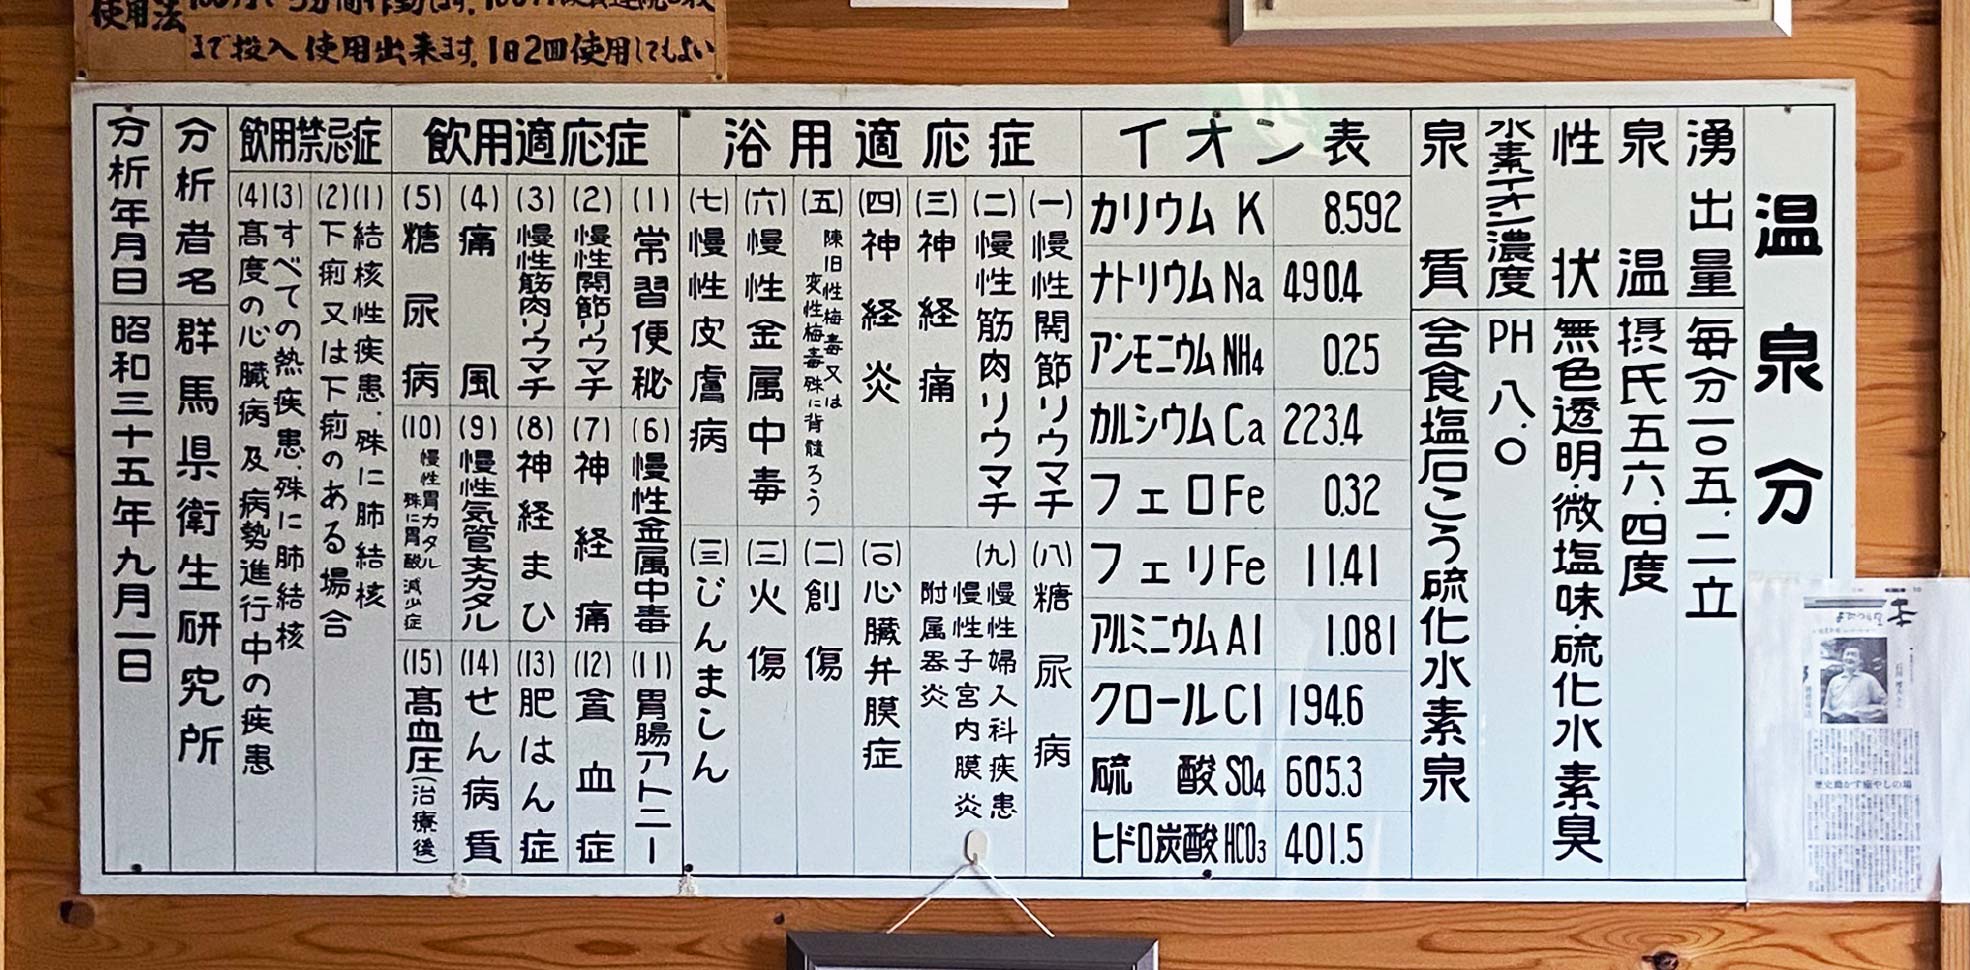 使用法
まで投入使用出来ます。1日2回使用してもよい
温泉分
湧出量
毎分一〇五.二立
泉温
摂氏五六.四度
性状
無色透明.微塩味.硫化水素臭
水素イオン濃度
PH 八.〇
泉質
含食塩石こう硫化水素泉
イオン表
カリウム K 8.592
ナトリウム Na 490.4
アンモニウム NH4 0.25
カルシウム Ca 223.4
フェロ Fe 0.32
フェリ Fe 11.41
アルミニウム Al 1.081
クロール Cl 194.6
硫酸 SO4 605.3
ヒドロ炭酸 HCO3 401.5
浴用適応症
(一)慢性関節リウマチ
(二)慢性筋肉リウマチ
(三)神経痛
(四)神経炎
(五)陳旧性梅毒又は
変性梅毒殊に背髄ろう
(六)慢性金属中毒
(七)慢性皮膚病
(八)糖尿病
(九)慢性婦人科疾患
慢性子宮内膜炎
附属器炎
(一〇)心臓弁膜症
(二)創傷
(三)火傷
(三)じんましん
飲用適応症
(1)常習便秘
(2)慢性関節リウマチ
(3)慢性筋肉リウマチ
(4)痛風
(5)糖尿病
(6)慢性金属中毒
(7)神経痛
(8)神経まひ
(9)慢性気管支カタル
(10)慢性胃カタル
殊に胃酸減少症
(11)胃腸アトニー
(12)貧血症
(13)肥はん症
(14)せん病質
(15)高血圧(治療後)
飲用禁忌症
(1)結核性疾患.殊に肺結核
(2)下痢又は下痢のある場合
(3)すべての熱疾患.殊に肺結核
(4)高度の心臓病及病勢進行中の疾患
分析者名
群馬県衛生研究所
分析年月日
昭和三十五年九月一日
歴史動かす癒やしの場